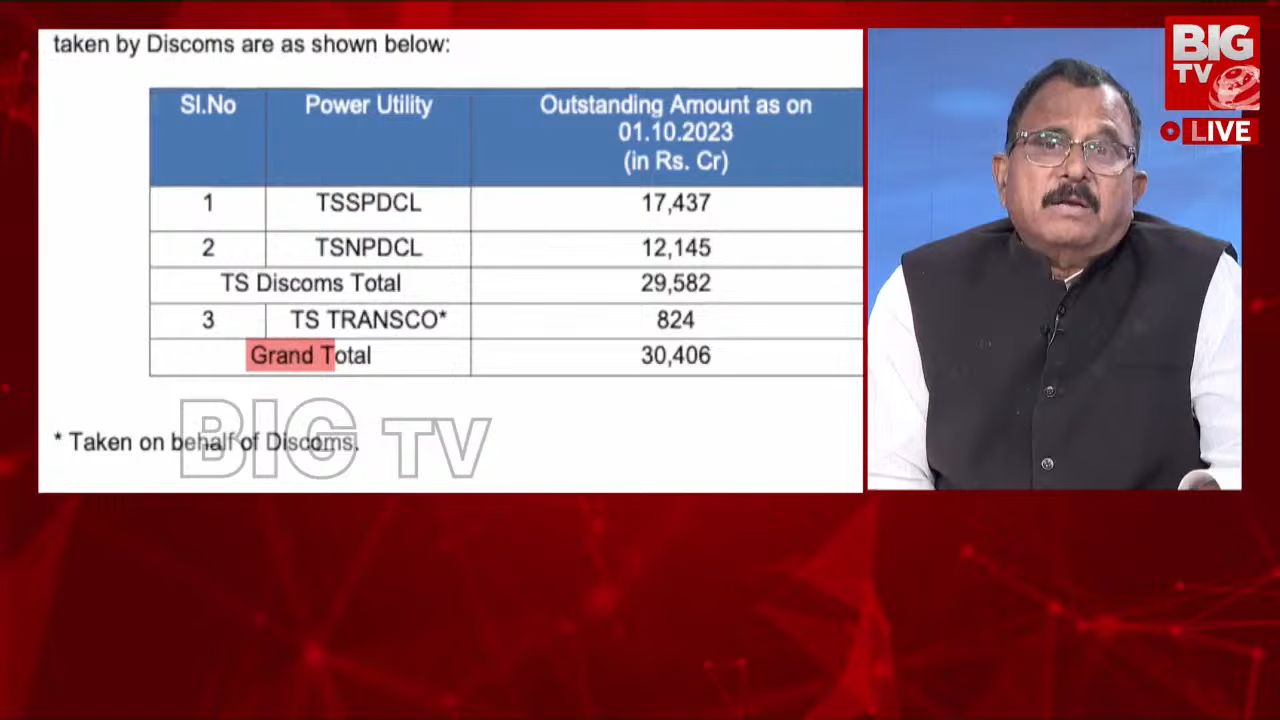 taken by Discoms are as shown below:
Sl.No Power Utility Outstanding Amount as on
01.10.2023
(in Rs. Cr)
1 TSSPDCL 17,437
2 TSNPDCL 12,145
TS Discoms Total 29,582
3 TS TRANSCO* 824
Grand Total 30,406
* Taken on behalf of Discoms.
BIG TV
BIG
TV
LIVE